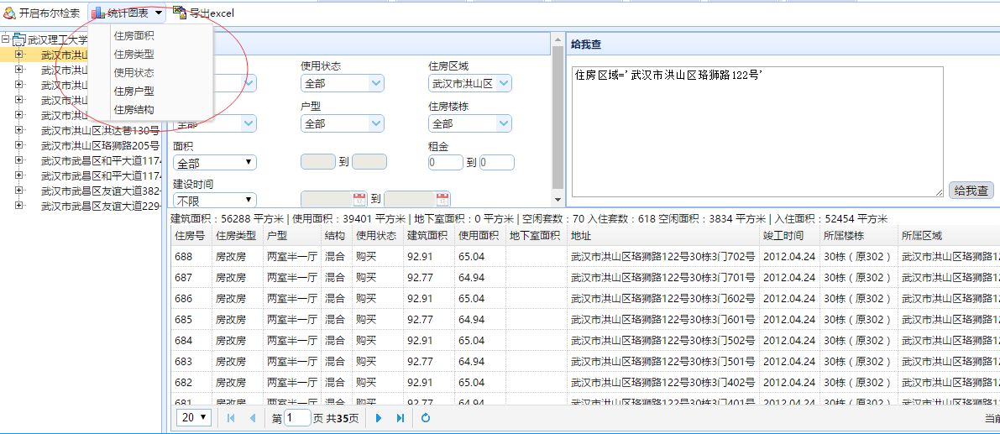 开启布尔检索 统计图表 导出excel
住房面积
住房类型
使用状态
住房户型
住房结构
武汉理工大学
武汉市洪山
武汉市洪山
武汉市洪山
武汉市洪山
武汉市洪山
武汉市洪山区洪达巷130号
武汉市洪山区珞狮路205号
武汉市武昌区和平大道1174
武汉市武昌区和平大道1174
武汉市武昌区友谊大道382
武汉市武昌区友谊大道229
使用状态 住房区域
全部 武汉市洪山区
户型 住房楼栋
全部 全部 全部
面积 租金
全部 到 0 到 0
建设时间
不限 到
给我查
住房区域='武汉市洪山区珞狮路122号'
给我查
建筑面积：56288 平方米 | 使用面积：39401 平方米 | 地下室面积：0 平方米 | 空闲套数：70 入住套数：618 空闲面积：3834 平方米 | 入住面积：52454 平方米
住房号 住房类型 户型 结构 使用状态 建筑面积 使用面积 地下室面积 地址 竣工时间 所属楼栋 所属区域
688 房改房 两室半一厅 混合 购买 92.91 65.04 武汉市洪山区珞狮路122号30栋3门702号 2012.04.24 30栋（原302） 武汉市洪山区珞狮路12
687 房改房 两室半一厅 混合 购买 92.77 64.94 武汉市洪山区珞狮路122号30栋3门701号 2012.04.24 30栋（原302） 武汉市洪山区珞狮路12
686 房改房 两室半一厅 混合 购买 92.91 65.04 武汉市洪山区珞狮路122号30栋3门602号 2012.04.24 30栋（原302） 武汉市洪山区珞狮路12
685 房改房 两室半一厅 混合 购买 92.77 64.94 武汉市洪山区珞狮路122号30栋3门601号 2012.04.24 30栋（原302） 武汉市洪山区珞狮路12
684 房改房 两室半一厅 混合 购买 92.91 65.04 武汉市洪山区珞狮路122号30栋3门502号 2012.04.24 30栋（原302） 武汉市洪山区珞狮路12
683 房改房 两室半一厅 混合 购买 92.77 64.94 武汉市洪山区珞狮路122号30栋3门501号 2012.04.24 30栋（原302） 武汉市洪山区珞狮路12
682 房改房 两室半一厅 混合 购买 92.91 65.04 武汉市洪山区珞狮路122号30栋3门402号 2012.04.24 30栋（原302） 武汉市洪山区珞狮路12
681 房改房 两室半一厅 混合 购买 92.77 64.94 武汉市洪山区珞狮路122号30栋3门401号 2012.04.24 30栋（原302） 武汉市洪山区珞狮路12
20 第 1 页 共35页 当前